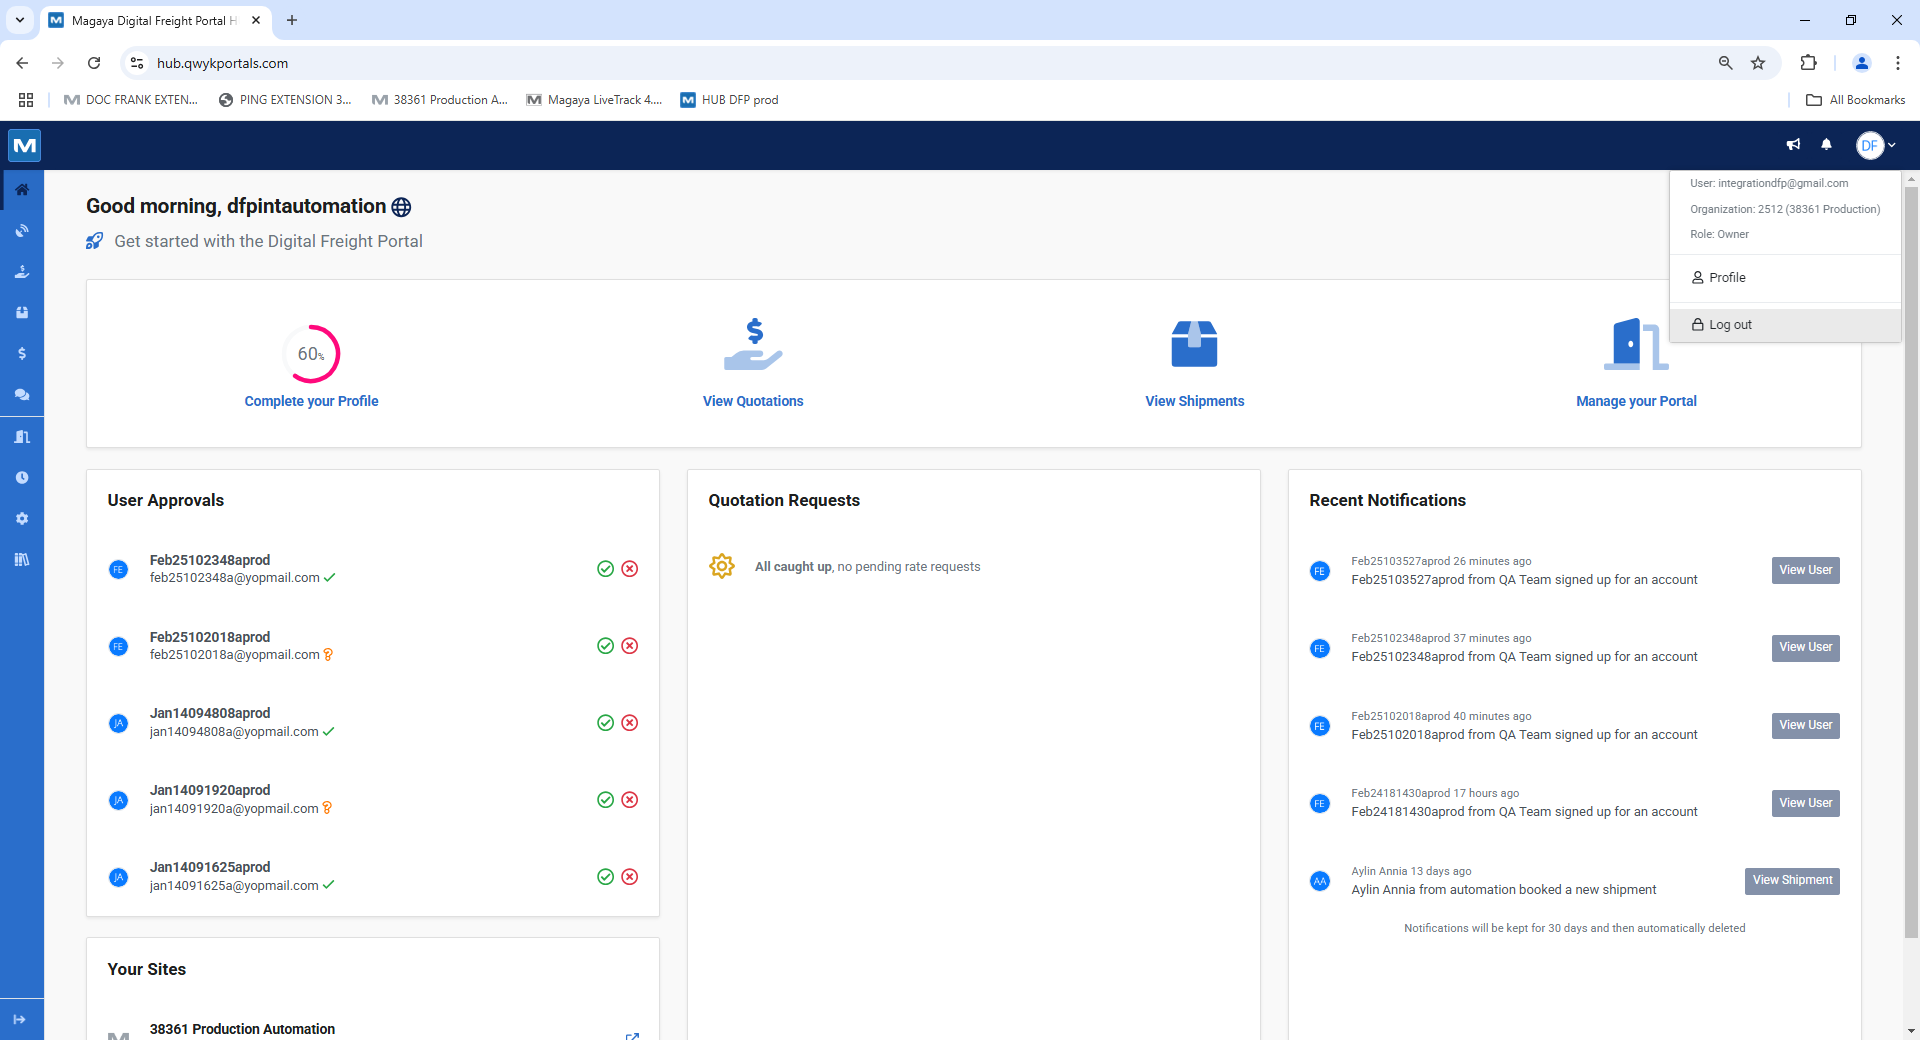 Magaya Digital Freight Portal H
hub.qwykportals.com
DOC FRANK EXTEN...
PING EXTENSION 3...
38361 Production A...
Magaya LiveTrack 4....
HUB DFP prod
All Bookmarks
DF
User: integrationdfp@gmail.com
Organization: 2512 (38361 Production)
Role: Owner
Profile
Log out
Good morning, dfpintautomation
Get started with the Digital Freight Portal
60%
Complete your Profile
View Quotations
View Shipments
Manage your Portal
User Approvals
FE
Feb25102348aprod
feb25102348a@yopmail.com
FE
Feb25102018aprod
feb25102018a@yopmail.com
JA
Jan14094808aprod
jan14094808a@yopmail.com
JA
Jan14091920aprod
jan14091920a@yopmail.com
JA
Jan14091625aprod
jan14091625a@yopmail.com
Your Sites
38361 Production Automation
Quotation Requests
All caught up, no pending rate requests
Recent Notifications
FE
Feb25103527aprod 26 minutes ago
Feb25103527aprod from QA Team signed up for an account
View User
FE
Feb25102348aprod 37 minutes ago
Feb25102348aprod from QA Team signed up for an account
View User
FE
Feb25102018aprod 40 minutes ago
Feb25102018aprod from QA Team signed up for an account
View User
FE
Feb24181430aprod 17 hours ago
Feb24181430aprod from QA Team signed up for an account
View User
AA
Aylin Annia 13 days ago
Aylin Annia from automation booked a new shipment
View Shipment
Notifications will be kept for 30 days and then automatically deleted